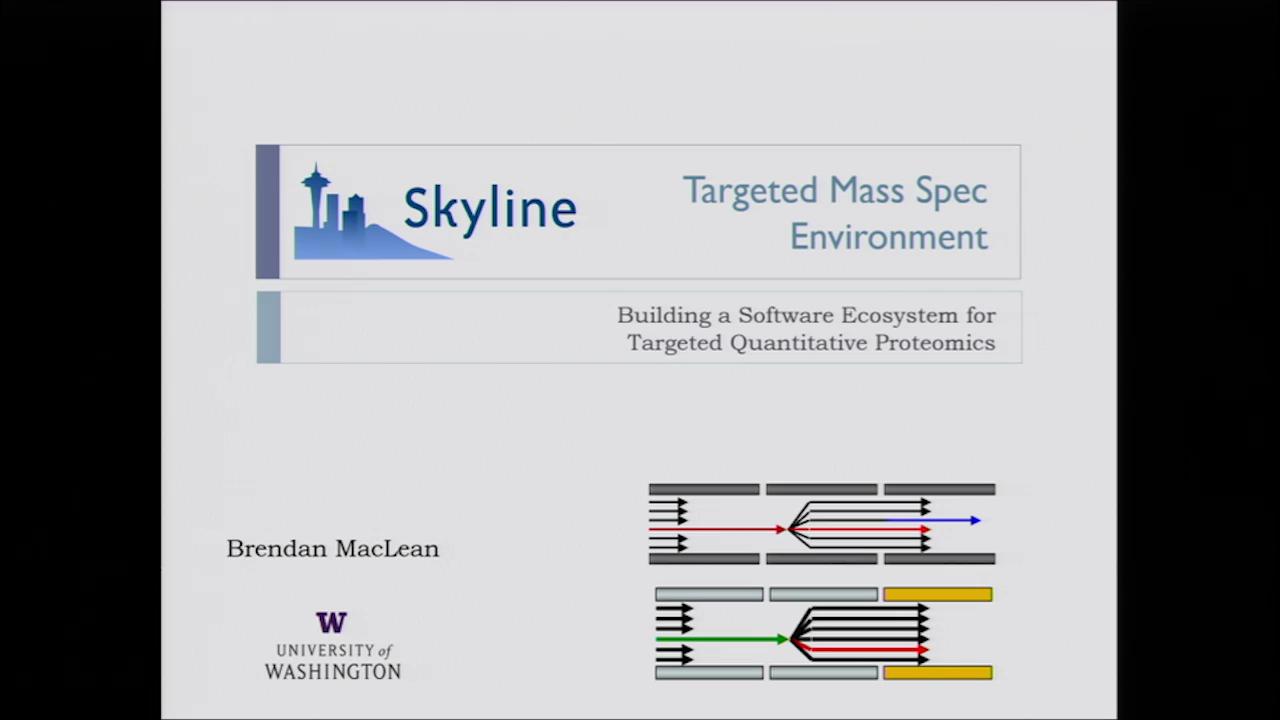 Skyline
Targeted Mass Spec
Environment
Building a Software Ecosystem for
Targeted Quantitative Proteomics
Brendan MacLean
W
UNIVERSITY of
WASHINGTON